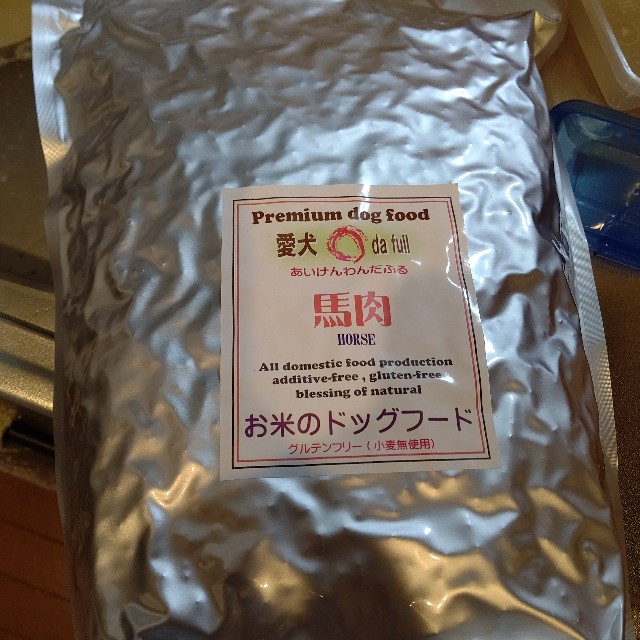 Premium dog food
愛犬 da full
あいけんわんだふる
馬肉
HORSE
All domestic food production
additive-free , gluten-free
blessing of natural
お米のドッグフード
グルテンフリー(小麦無使用)